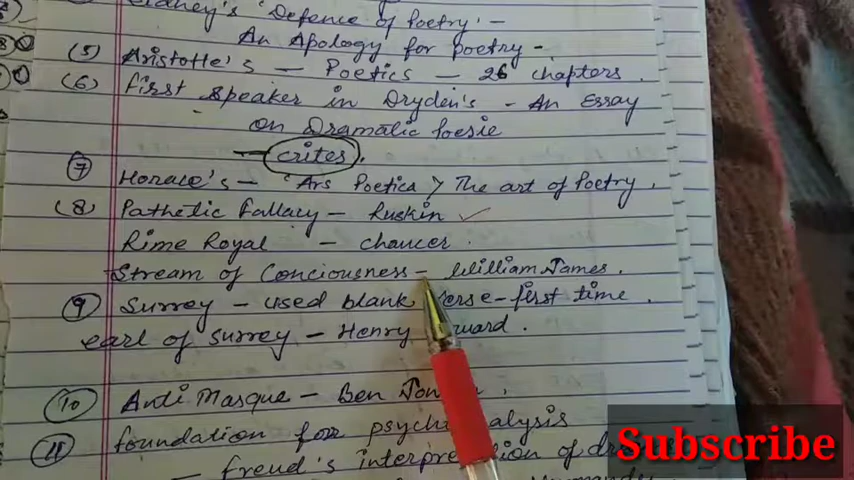 Sidney's 'Defence of Poetry' -
An Apology for poetry -
(5) Aristotle's - Poetics - 26 chapters.
(6) first speaker in Dryden's - An Essay
on Dramatic Poesie
- crites.
(7) Horace's - 'Ars Poetica > The art of Poetry.
(8) Pathetic Fallacy - Ruskin ✓
Rime Royal - chaucer.
Stream of Conciousness - William James.
(9) Surrey - used blank verse - first time.
earl of Surrey - Henry
(10) Anti Masque - Ben
(11) foundation for
- freud's of
Subscribe